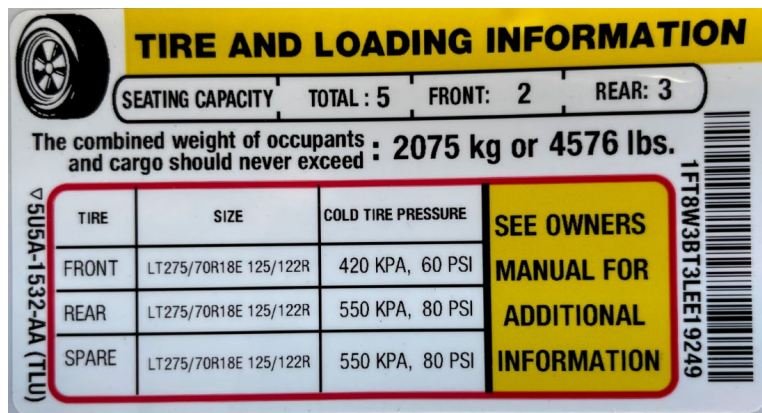 TIRE AND LOADING INFORMATION
SEATING CAPACITY TOTAL : 5 FRONT: 2 REAR: 3
The combined weight of occupants
and cargo should never exceed : 2075 kg or 4576 lbs.
TIRE SIZE COLD TIRE PRESSURE
FRONT LT275/70R18E 125/122R 420 KPA, 60 PSI
REAR LT275/70R18E 125/122R 550 KPA, 80 PSI
SPARE LT275/70R18E 125/122R 550 KPA, 80 PSI
SEE OWNERS
MANUAL FOR
ADDITIONAL
INFORMATION
▽5U5A-1532-AA (TLU)
1FT8W3BT3LEE19249